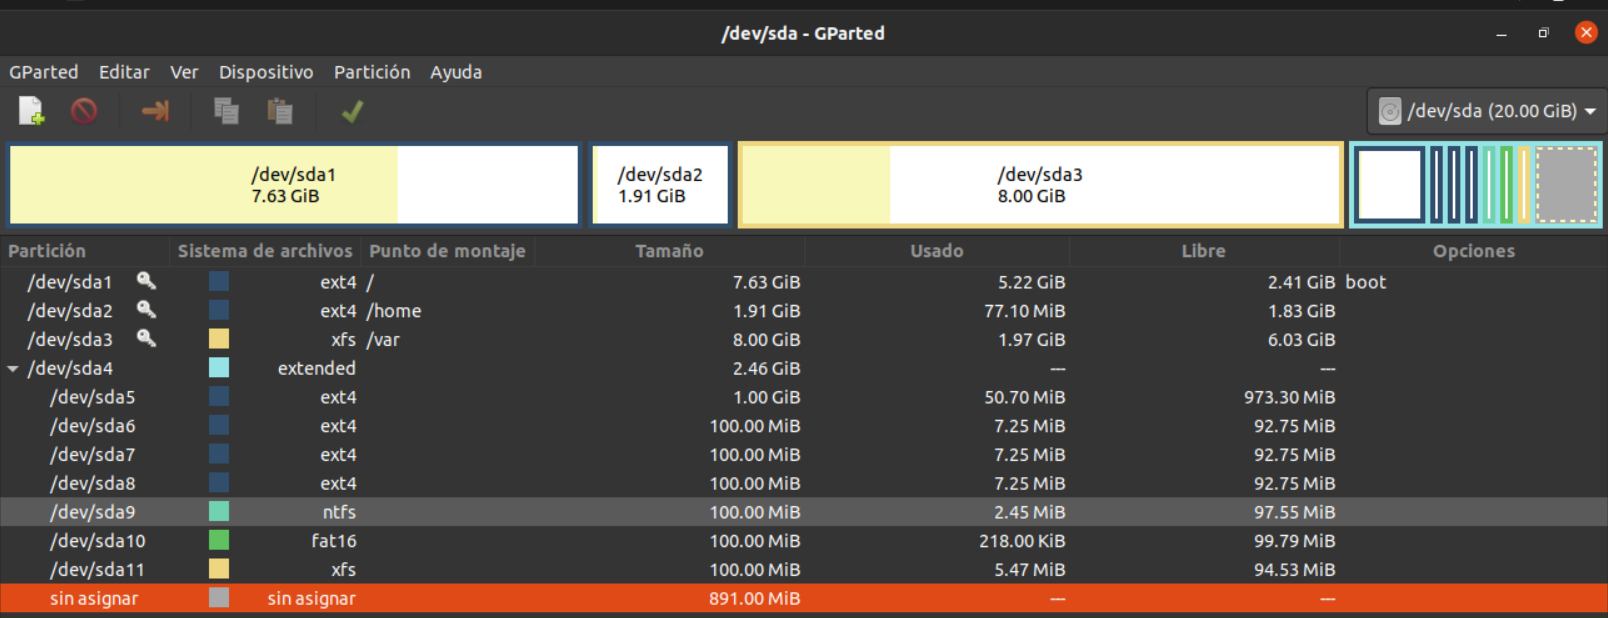 /dev/sda - GParted
GParted Editar Ver Dispositivo Partición Ayuda
/dev/sda (20.00 GiB)
/dev/sda1 /dev/sda2 /dev/sda3
7.63 GiB 1.91 GiB 8.00 GiB
Partición Sistema de archivos Punto de montaje Tamaño Usado Libre Opciones
/dev/sda1 ext4 / 7.63 GiB 5.22 GiB 2.41 GiB boot
/dev/sda2 ext4 /home 1.91 GiB 77.10 MiB 1.83 GiB
/dev/sda3 xfs /var 8.00 GiB 1.97 GiB 6.03 GiB
/dev/sda4 extended 2.46 GiB --- ---
/dev/sda5 ext4 1.00 GiB 50.70 MiB 973.30 MiB
/dev/sda6 ext4 100.00 MiB 7.25 MiB 92.75 MiB
/dev/sda7 ext4 100.00 MiB 7.25 MiB 92.75 MiB
/dev/sda8 ext4 100.00 MiB 7.25 MiB 92.75 MiB
/dev/sda9 ntfs 100.00 MiB 2.45 MiB 97.55 MiB
/dev/sda10 fat16 100.00 MiB 218.00 KiB 99.79 MiB
/dev/sda11 xfs 100.00 MiB 5.47 MiB 94.53 MiB
sin asignar sin asignar 891.00 MiB --- ---